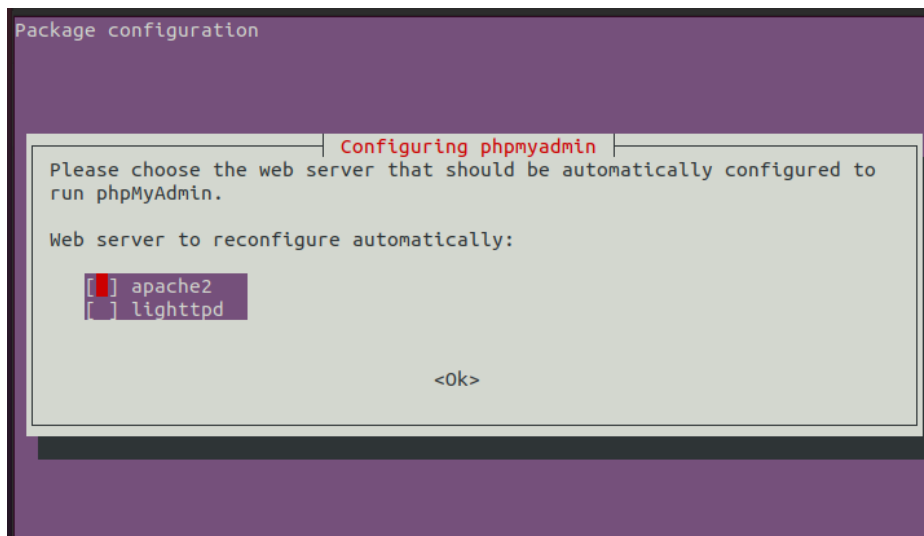 Package configuration
Configuring phpmyadmin
Please choose the web server that should be automatically configured to
run phpMyAdmin.
Web server to reconfigure automatically:
[ ] apache2
[ ] lighttpd
<Ok>